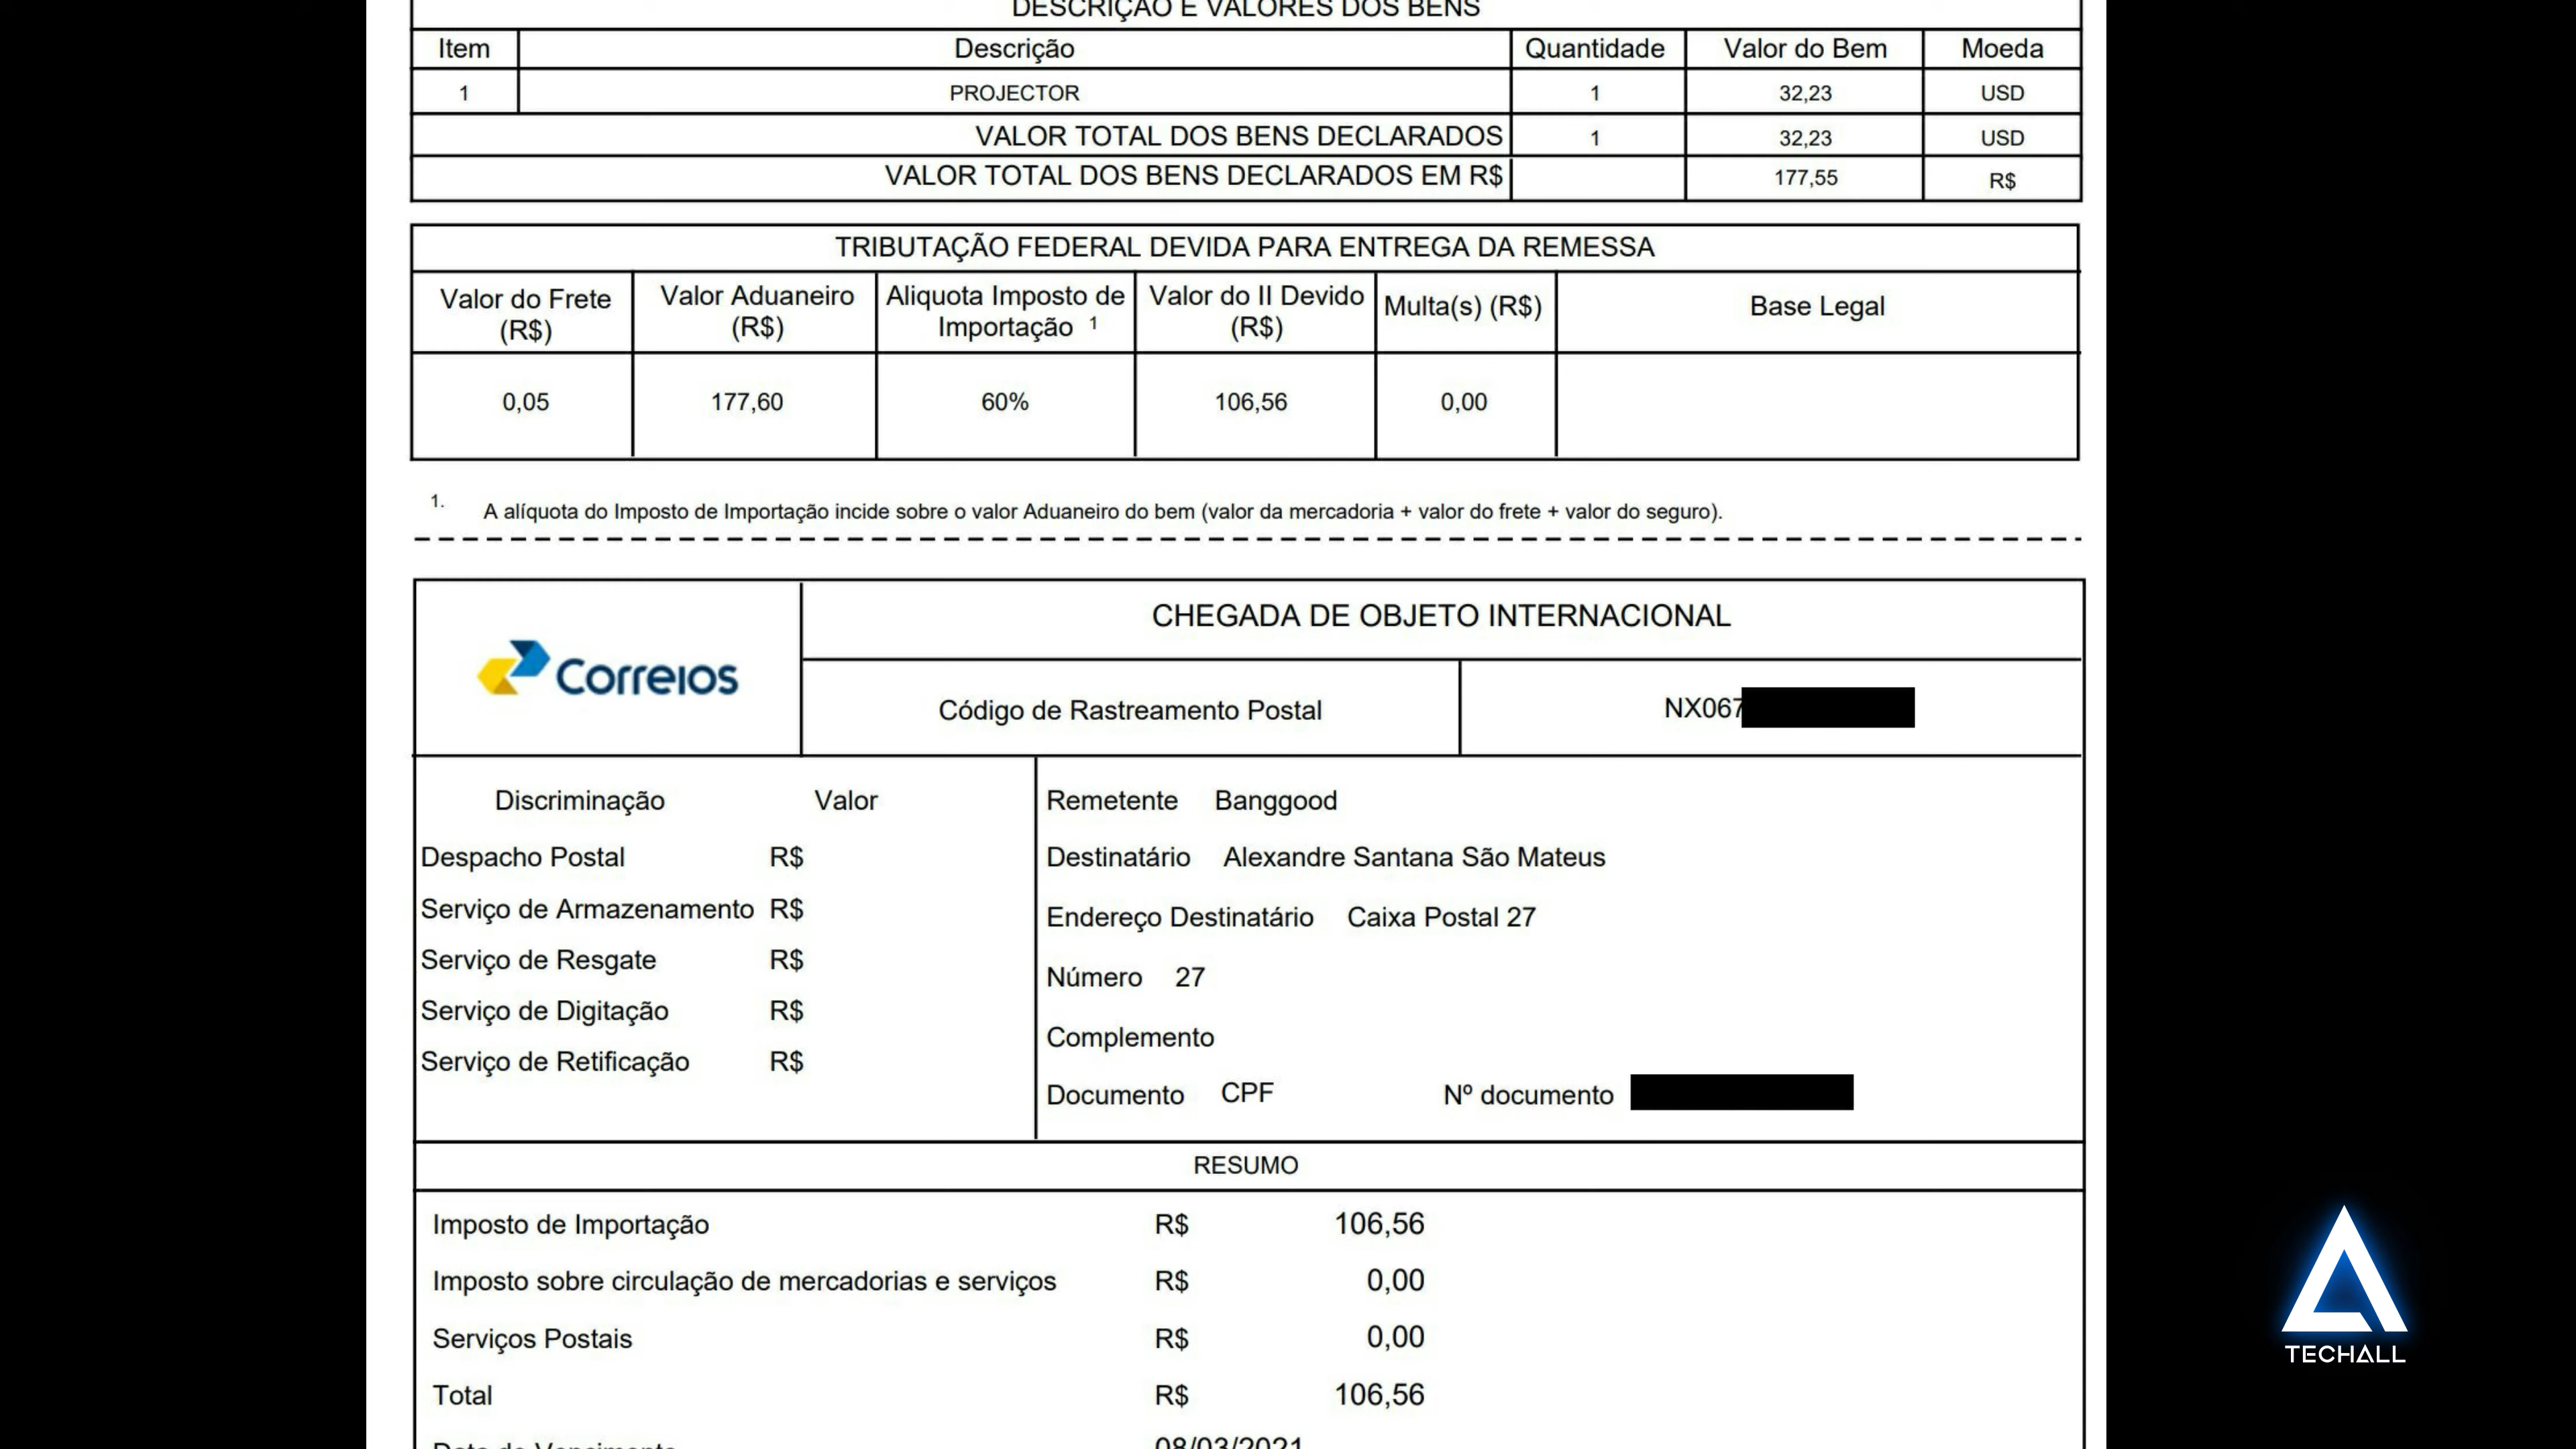 DESCRIÇÃO E VALORES DOS BENS
Item Descrição Quantidade Valor do Bem Moeda
1 PROJECTOR 1 32,23 USD
VALOR TOTAL DOS BENS DECLARADOS 1 32,23 USD
VALOR TOTAL DOS BENS DECLARADOS EM R$ 177,55 R$
TRIBUTAÇÃO FEDERAL DEVIDA PARA ENTREGA DA REMESSA
Valor do Frete (R$) Valor Aduaneiro (R$) Aliquota Imposto de Importação 1 Valor do II Devido (R$) Multa(s) (R$) Base Legal
0,05 177,60 60% 106,56 0,00
1. A alíquota do Imposto de Importação incide sobre o valor Aduaneiro do bem (valor da mercadoria + valor do frete + valor do seguro).
Correios
CHEGADA DE OBJETO INTERNACIONAL
Código de Rastreamento Postal NX067
Discriminação Valor
Despacho Postal R$
Serviço de Armazenamento R$
Serviço de Resgate R$
Serviço de Digitação R$
Serviço de Retificação R$
Remetente Banggood
Destinatário Alexandre Santana São Mateus
Endereço Destinatário Caixa Postal 27
Número 27
Complemento
Documento CPF Nº documento
RESUMO
Imposto de Importação R$ 106,56
Imposto sobre circulação de mercadorias e serviços R$ 0,00
Serviços Postais R$ 0,00
Total R$ 106,56
Data de Vencimento 08/03/2021
TECHALL